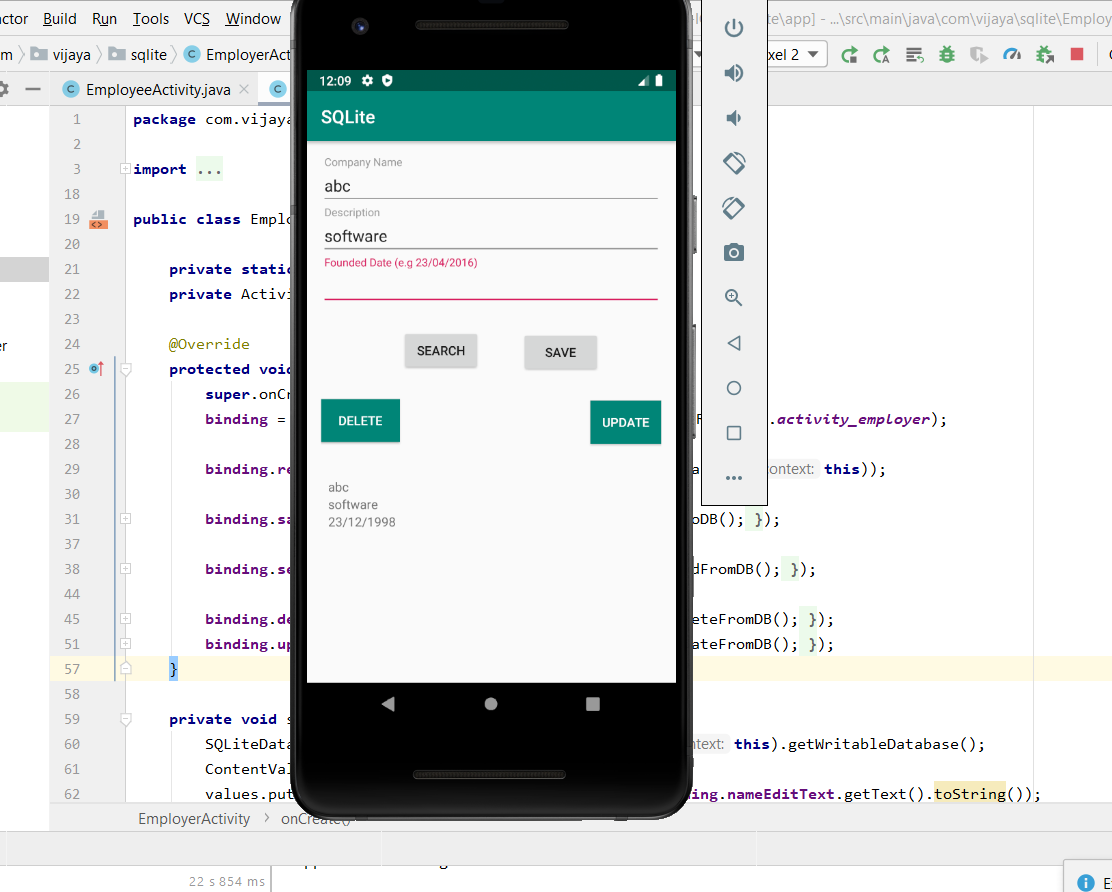 actor Build Run Tools VCS Window te\app] - ...\src\main\java\com\vijaya\sqlite\Employ
m vijaya sqlite EmployerAct xel 2
EmployeeActivity.java
12:09
SQLite
Company Name
abc
Description
software
Founded Date (e.g 23/04/2016)
SEARCH SAVE
DELETE UPDATE
abc
software
23/12/1998
1 package com.vijaya
2
3 import ...
18
19 public class Emplo
20
21 private static
22 private Activi
23
24 @Override
25 protected void
26 super.onCr
27 binding = .activity_employer);
28
29 binding.re context: this));
30
31 binding.sa oDB(); });
37
38 binding.se dFromDB(); });
44
45 binding.de eteFromDB(); });
51 binding.up ateFromDB(); });
57 }
58
59 private void s
60 SQLiteData ntext: this).getWritableDatabase();
61 ContentVal
62 values.put ing.nameEditText.getText().toString());
EmployerActivity > onCreate()
22 s 854 ms